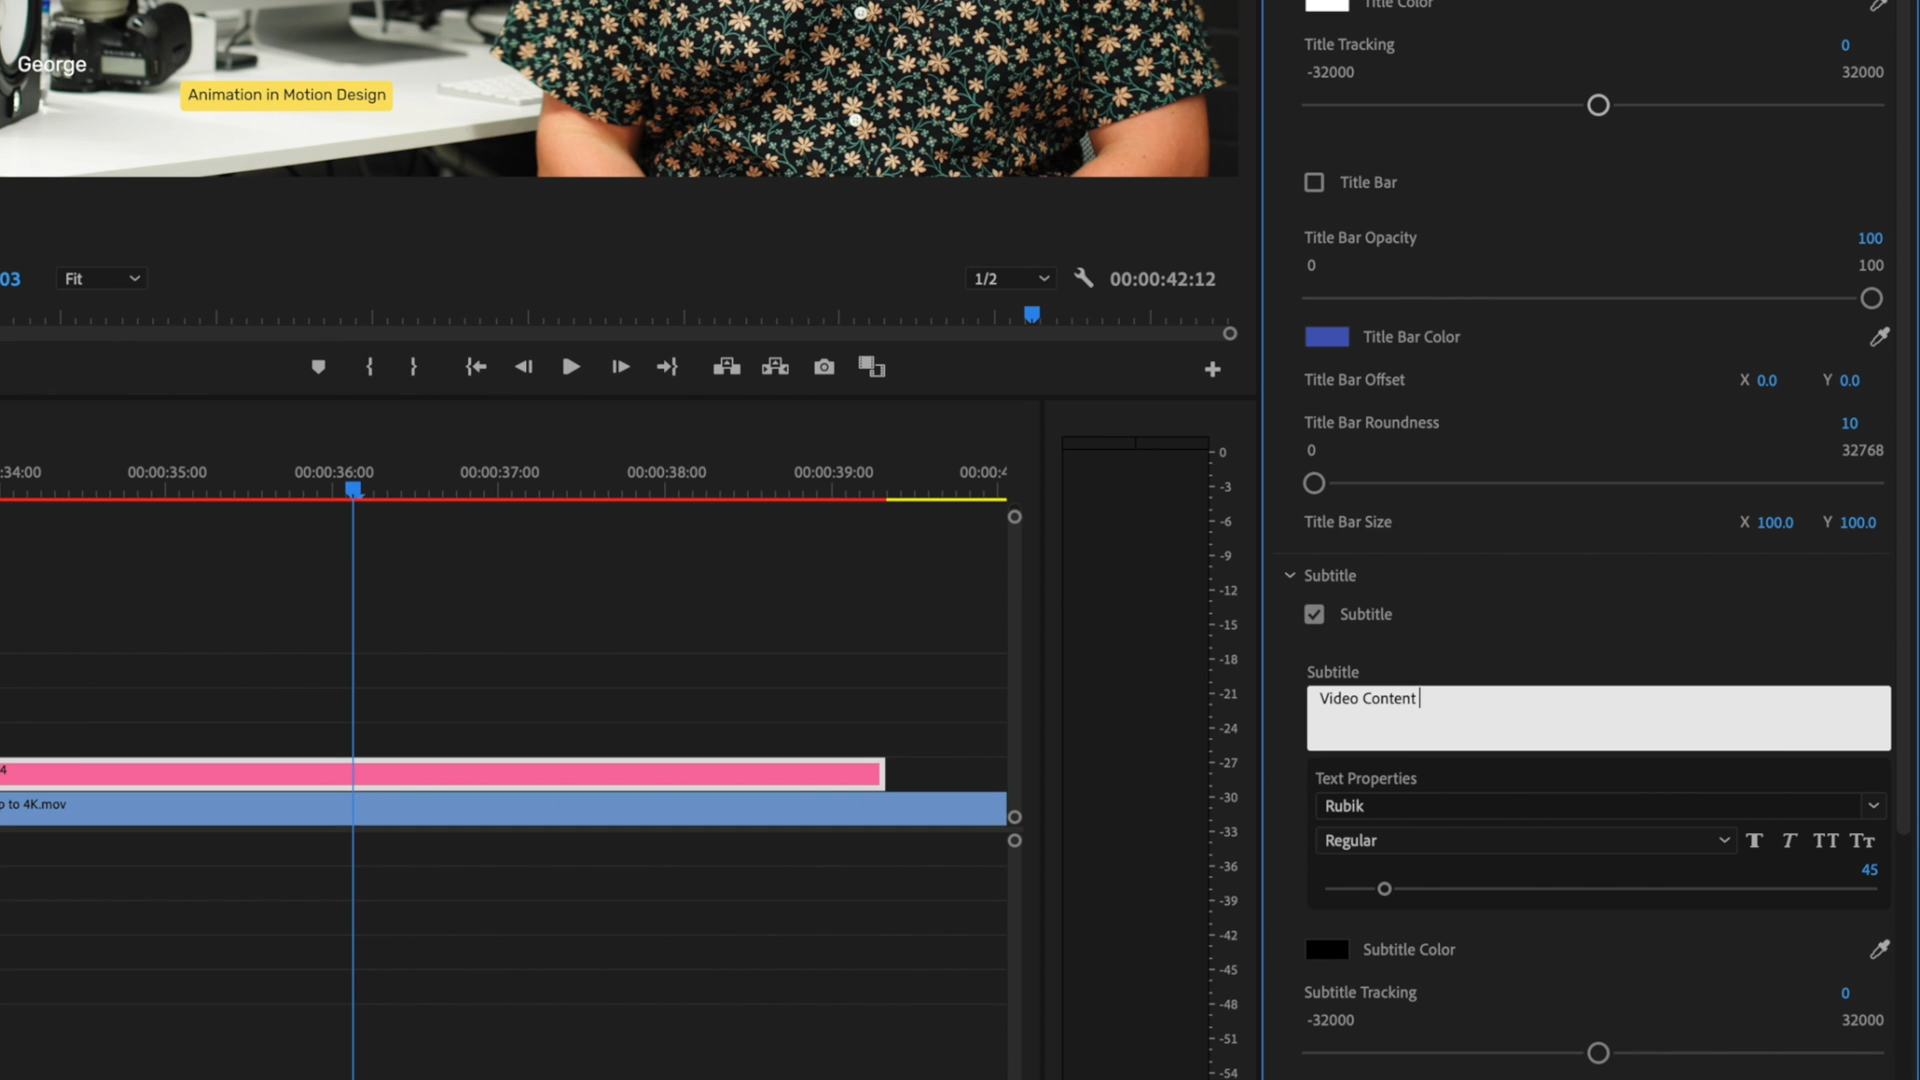 George
Animation in Motion Design
03
Fit
1/2
00:00:42:12
:34:00
00:00:35:00
00:00:36:00
00:00:37:00
00:00:38:00
00:00:39:00
00:00:4
4
p to 4K.mov
0
-3
-6
-9
-12
-15
-18
-21
-24
-27
-30
-33
-36
-39
-42
-45
-48
-51
-54
Title Color
Title Tracking
0
-32000
32000
Title Bar
Title Bar Opacity
100
0
100
Title Bar Color
Title Bar Offset
X 0.0
Y 0.0
Title Bar Roundness
10
0
32768
Title Bar Size
X 100.0
Y 100.0
Subtitle
Subtitle
Subtitle
Video Content
Text Properties
Rubik
Regular
T T TT Tt
45
Subtitle Color
Subtitle Tracking
0
-32000
32000